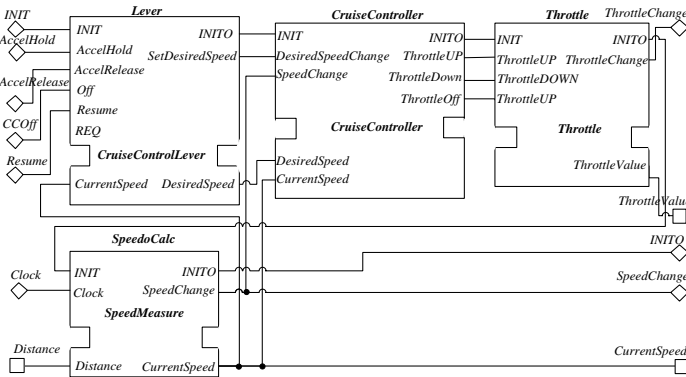 Lever
CruiseController
Throttle
ThrottleChange
INIT
INIT
INITO
INIT
INITO
INIT
INITO
AccelHold
AccelHold
SetDesiredSpeed
DesiredSpeedChange
ThrottleUP
ThrottleUP
ThrottleChange
AccelRelease
AccelRelease
SpeedChange
ThrottleDown
ThrottleDOWN
Off
ThrottleOff
ThrottleUP
CCOff
Resume
REQ
CruiseController
Throttle
Resume
CruiseControlLever
DesiredSpeed
ThrottleValue
CurrentSpeed
DesiredSpeed
CurrentSpeed
ThrottleValue
SpeedoCalc
INITO
Clock
INIT
INITO
SpeedChange
Clock
SpeedChange
SpeedMeasure
Distance
CurrentSpeed
Distance
CurrentSpeed